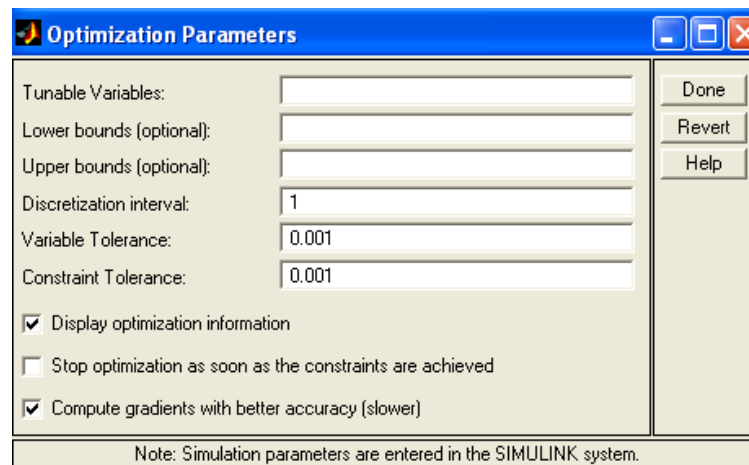 Optimization Parameters
Tunable Variables:
Lower bounds (optional):
Upper bounds (optional):
Discretization interval: 1
Variable Tolerance: 0.001
Constraint Tolerance: 0.001
Display optimization information
Stop optimization as soon as the constraints are achieved
Compute gradients with better accuracy (slower)
Done
Revert
Help
Note: Simulation parameters are entered in the SIMULINK system.